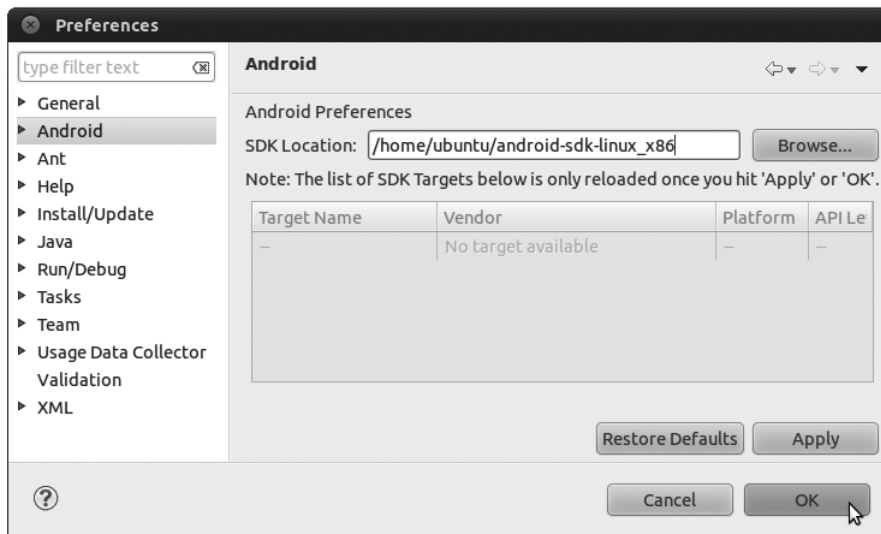 Preferences
type filter text
General
Android
Ant
Help
Install/Update
Java
Run/Debug
Tasks
Team
Usage Data Collector
Validation
XML
Android
Android Preferences
SDK Location: /home/ubuntu/android-sdk-linux_x86 Browse...
Note: The list of SDK Targets below is only reloaded once you hit 'Apply' or 'OK'.
Target Name Vendor Platform API Le
-- No target available -- --
Restore Defaults Apply
? Cancel OK